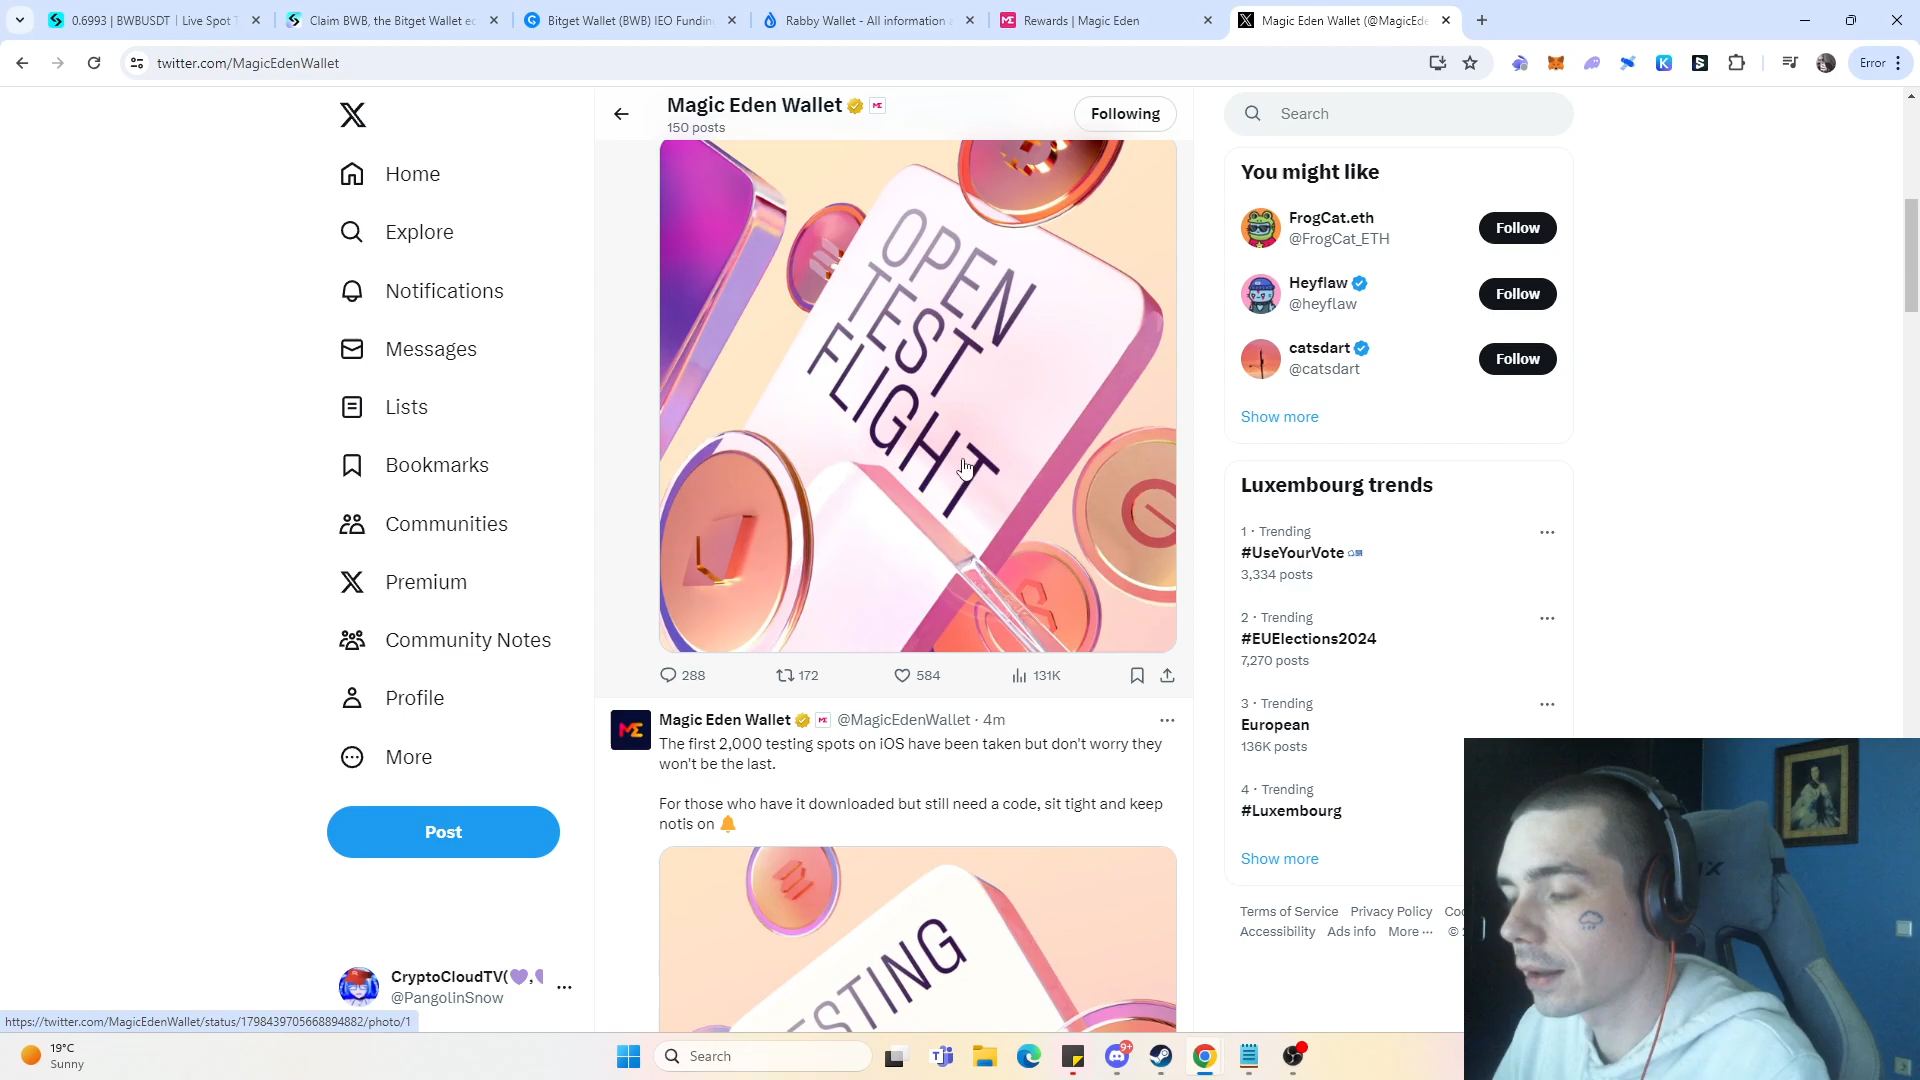 0.6993 | BWBUSDT | Live Spot T
Claim BWB, the Bitget Wallet ec
Bitget Wallet (BWB) IEO Funding
Rabby Wallet - All information a
Rewards | Magic Eden
Magic Eden Wallet (@MagicEde
twitter.com/MagicEdenWallet
Error
Home
Explore
Notifications
Messages
Lists
Bookmarks
Communities
Premium
Community Notes
Profile
More
Post
CryptoCloudTV(💜,
@PangolinSnow
https://twitter.com/MagicEdenWallet/status/1798439705668894882/photo/1
Magic Eden Wallet
150 posts
Following
OPEN
TEST
FLIGHT
288
172
584
131K
Magic Eden Wallet @MagicEdenWallet · 4m
The first 2,000 testing spots on iOS have been taken but don't worry they
won't be the last.
For those who have it downloaded but still need a code, sit tight and keep
notis on 🔔
ESTING
Search
You might like
FrogCat.eth
@FrogCat_ETH
Follow
Heyflaw
@heyflaw
Follow
catsdart
@catsdart
Follow
Show more
Luxembourg trends
1 · Trending
#UseYourVote
3,334 posts
2 · Trending
#EUElections2024
7,270 posts
3 · Trending
European
136K posts
4 · Trending
#Luxembourg
Show more
Terms of Service Privacy Policy Coo
Accessibility Ads info More ··· ©
19°C
Sunny
Search
9+